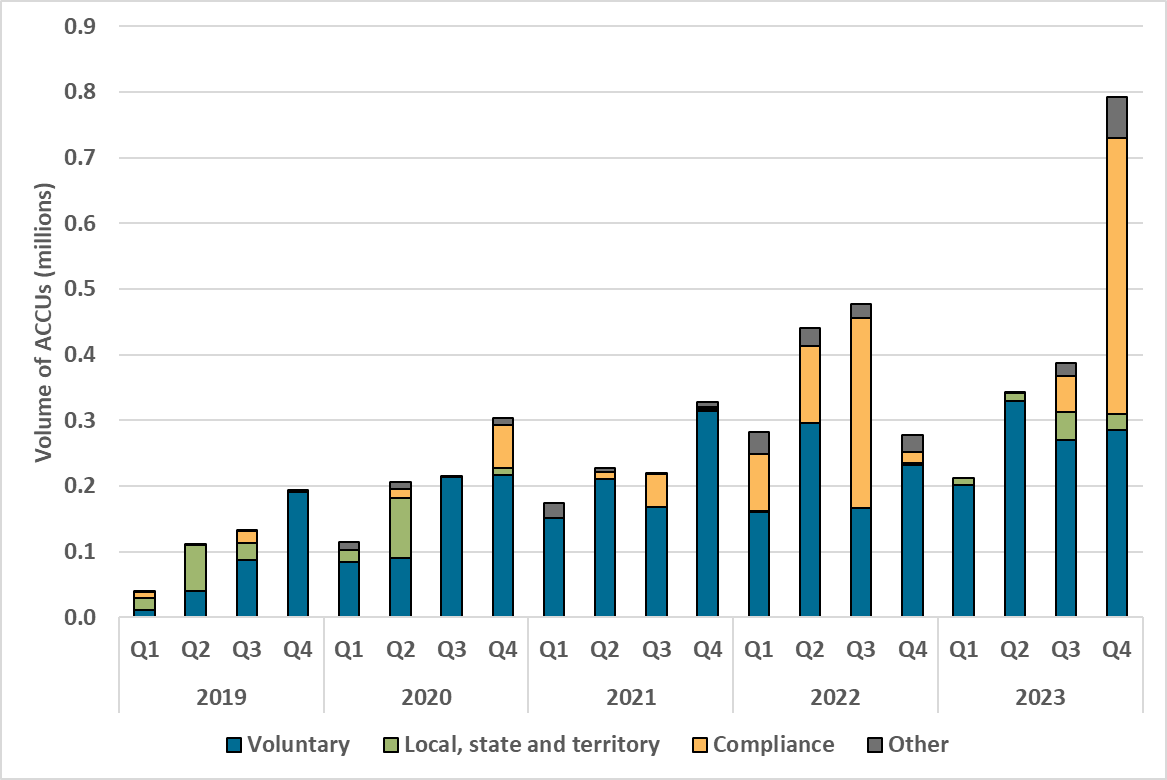 Volume of ACCUs (millions)
0.9
0.8
0.7
0.6
0.5
0.4
0.3
0.2
0.1
0.0
Q1 Q2 Q3 Q4 Q1 Q2 Q3 Q4 Q1 Q2 Q3 Q4 Q1 Q2 Q3 Q4 Q1 Q2 Q3 Q4
2019 2020 2021 2022 2023
Voluntary Local, state and territory Compliance Other